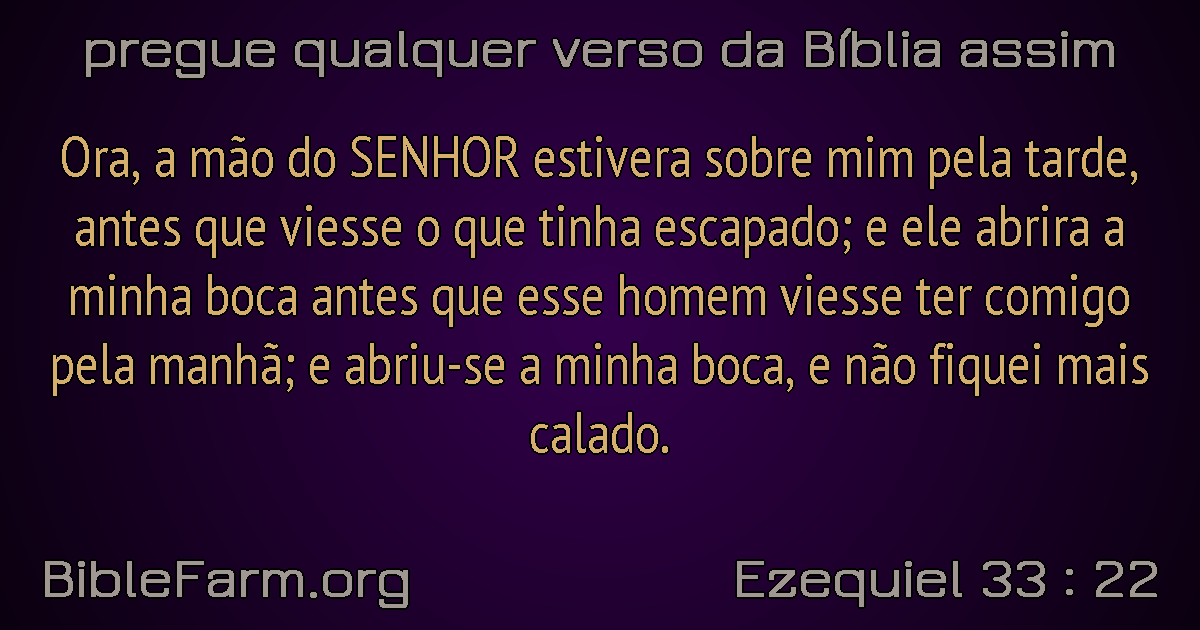 pregue qualquer verso da Bíblia assim
Ora, a mão do SENHOR estivera sobre mim pela tarde,
antes que viesse o que tinha escapado; e ele abrira a
minha boca antes que esse homem viesse ter comigo
pela manhã; e abriu-se a minha boca, e não fiquei mais
calado.
BibleFarm.org
Ezequiel 33 : 22